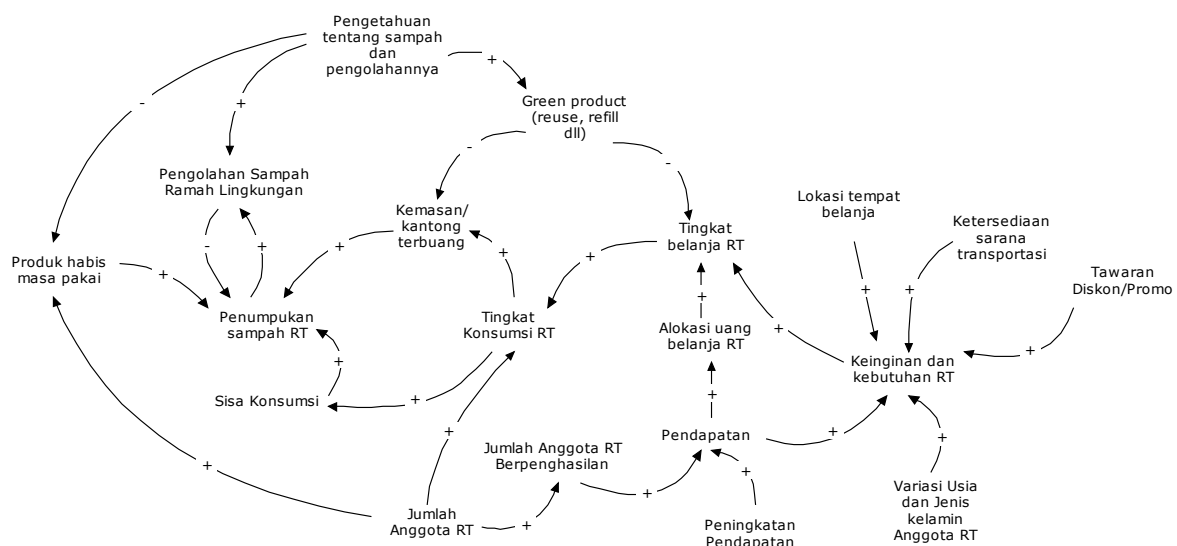 Pengetahuan
tentang sampah
dan
pengolahannya
+
-
+
Green product
(reuse, refill
dll)
-
-
Pengolahan Sampah
Ramah Lingkungan
Kemasan/
kantong
terbuang
Lokasi tempat
belanja
Ketersediaan
sarana
transportasi
Tingkat
belanja RT
-
+
+
+
Produk habis
masa pakai
+
Tawaran
Diskon/Promo
+
+
+
Penumpukan
sampah RT
Tingkat
Konsumsi RT
Alokasi uang
belanja RT
+
+
+
+
Keinginan dan
kebutuhan RT
+
Sisa Konsumsi
+
+
+
Pendapatan
+
+
Jumlah Anggota RT
Berpenghasilan
+
+
+
+
Variasi Usia
dan Jenis
kelamin
Anggota RT
Jumlah
Anggota RT
+
Peningkatan
Pendapatan